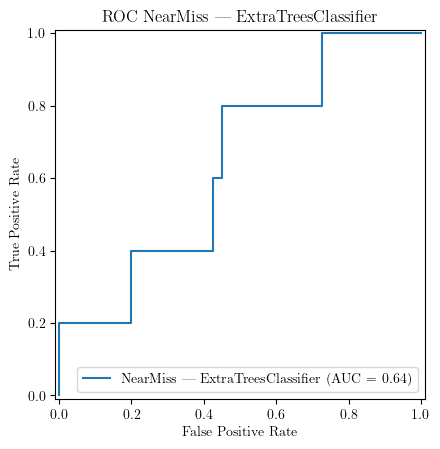 ROC NearMiss — ExtraTreesClassifier
1.0
0.8
0.6
0.4
0.2
0.0
True Positive Rate
NearMiss — ExtraTreesClassifier (AUC = 0.64)
0.0 0.2 0.4 0.6 0.8 1.0
False Positive Rate